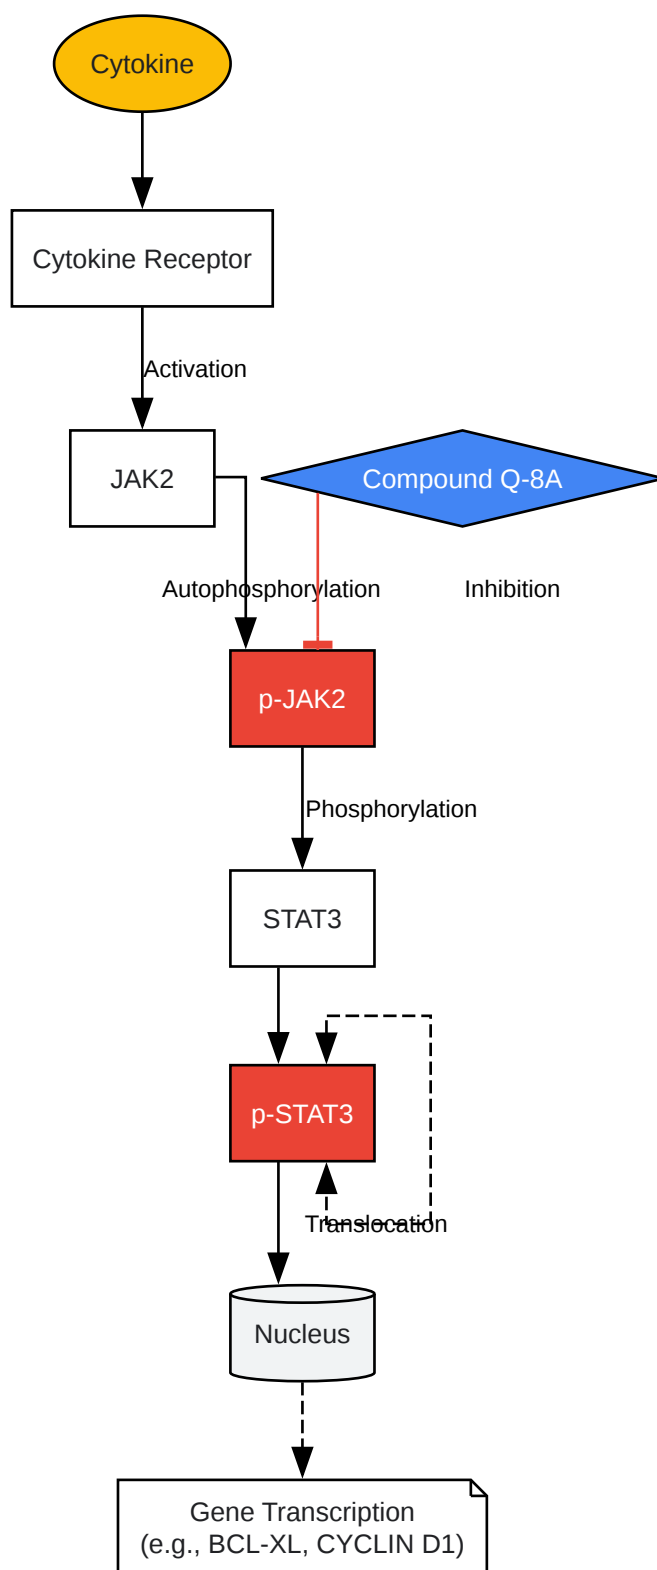 Cytokine
Cytokine Receptor
Activation
JAK2
Compound Q-8A
Autophosphorylation
Inhibition
p-JAK2
Phosphorylation
STAT3
p-STAT3
Translocation
Nucleus
Gene Transcription
(e.g., BCL-XL, CYCLIN D1)